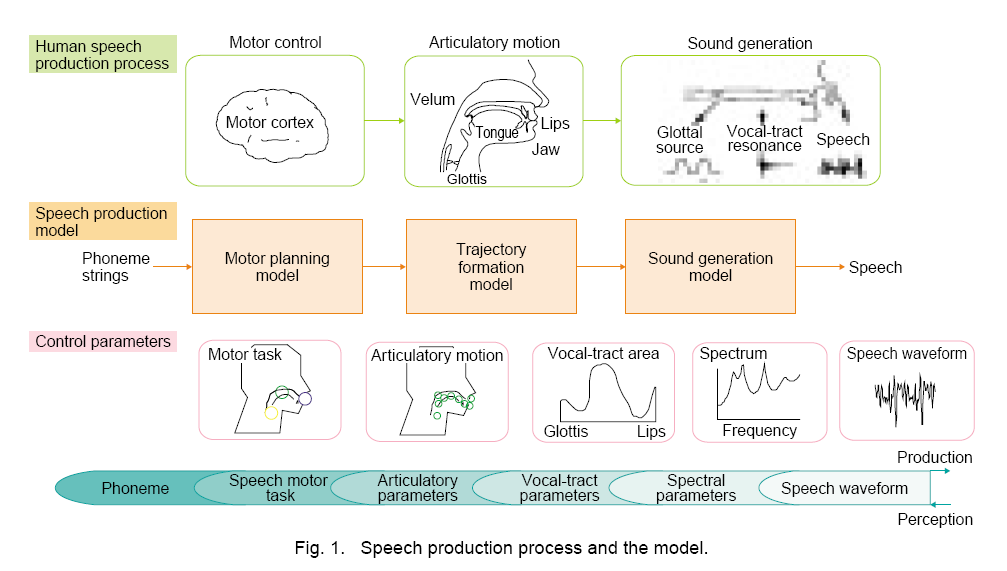 Human speech
production process
Motor control
Articulatory motion
Sound generation
Motor cortex
Velum
Tongue
Lips
Jaw
Glottis
Glottal
source
Vocal-tract
resonance
Speech
Speech production
model
Phoneme
strings
Motor planning
model
Trajectory
formation
model
Sound generation
model
Speech
Control parameters
Motor task
Articulatory motion
Vocal-tract area
Glottis
Lips
Spectrum
Frequency
Speech waveform
Production
Phoneme
Speech motor
task
Articulatory
parameters
Vocal-tract
parameters
Spectral
parameters
Speech waveform
Perception
Fig. 1. Speech production process and the model.